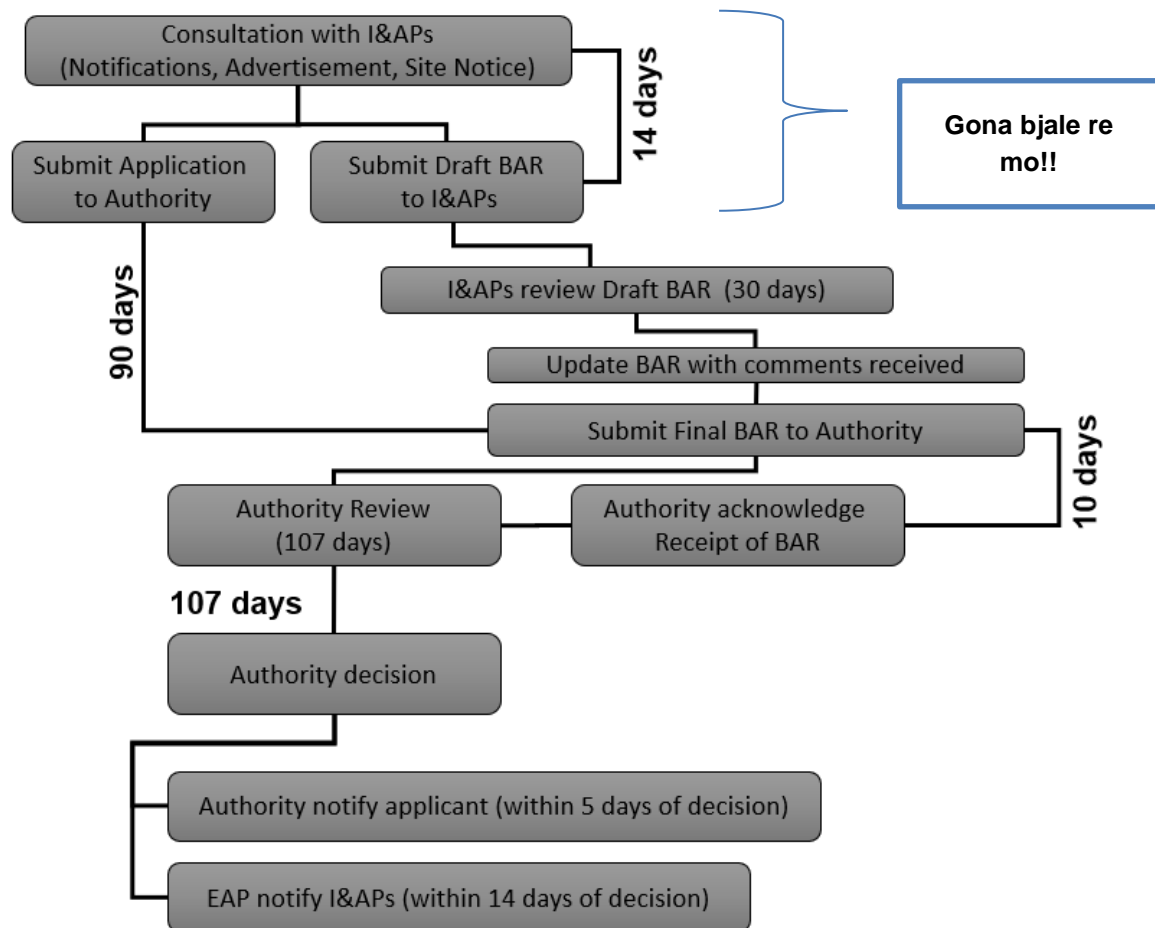 Consultation with I&APs
(Notifications, Advertisement, Site Notice)
14 days
Gona bjale re
mo!!
Submit Application
to Authority
Submit Draft BAR
to I&APs
90 days
I&APs review Draft BAR (30 days)
Update BAR with comments received
Submit Final BAR to Authority
10 days
Authority Review
(107 days)
Authority acknowledge
Receipt of BAR
107 days
Authority decision
Authority notify applicant (within 5 days of decision)
EAP notify I&APs (within 14 days of decision)